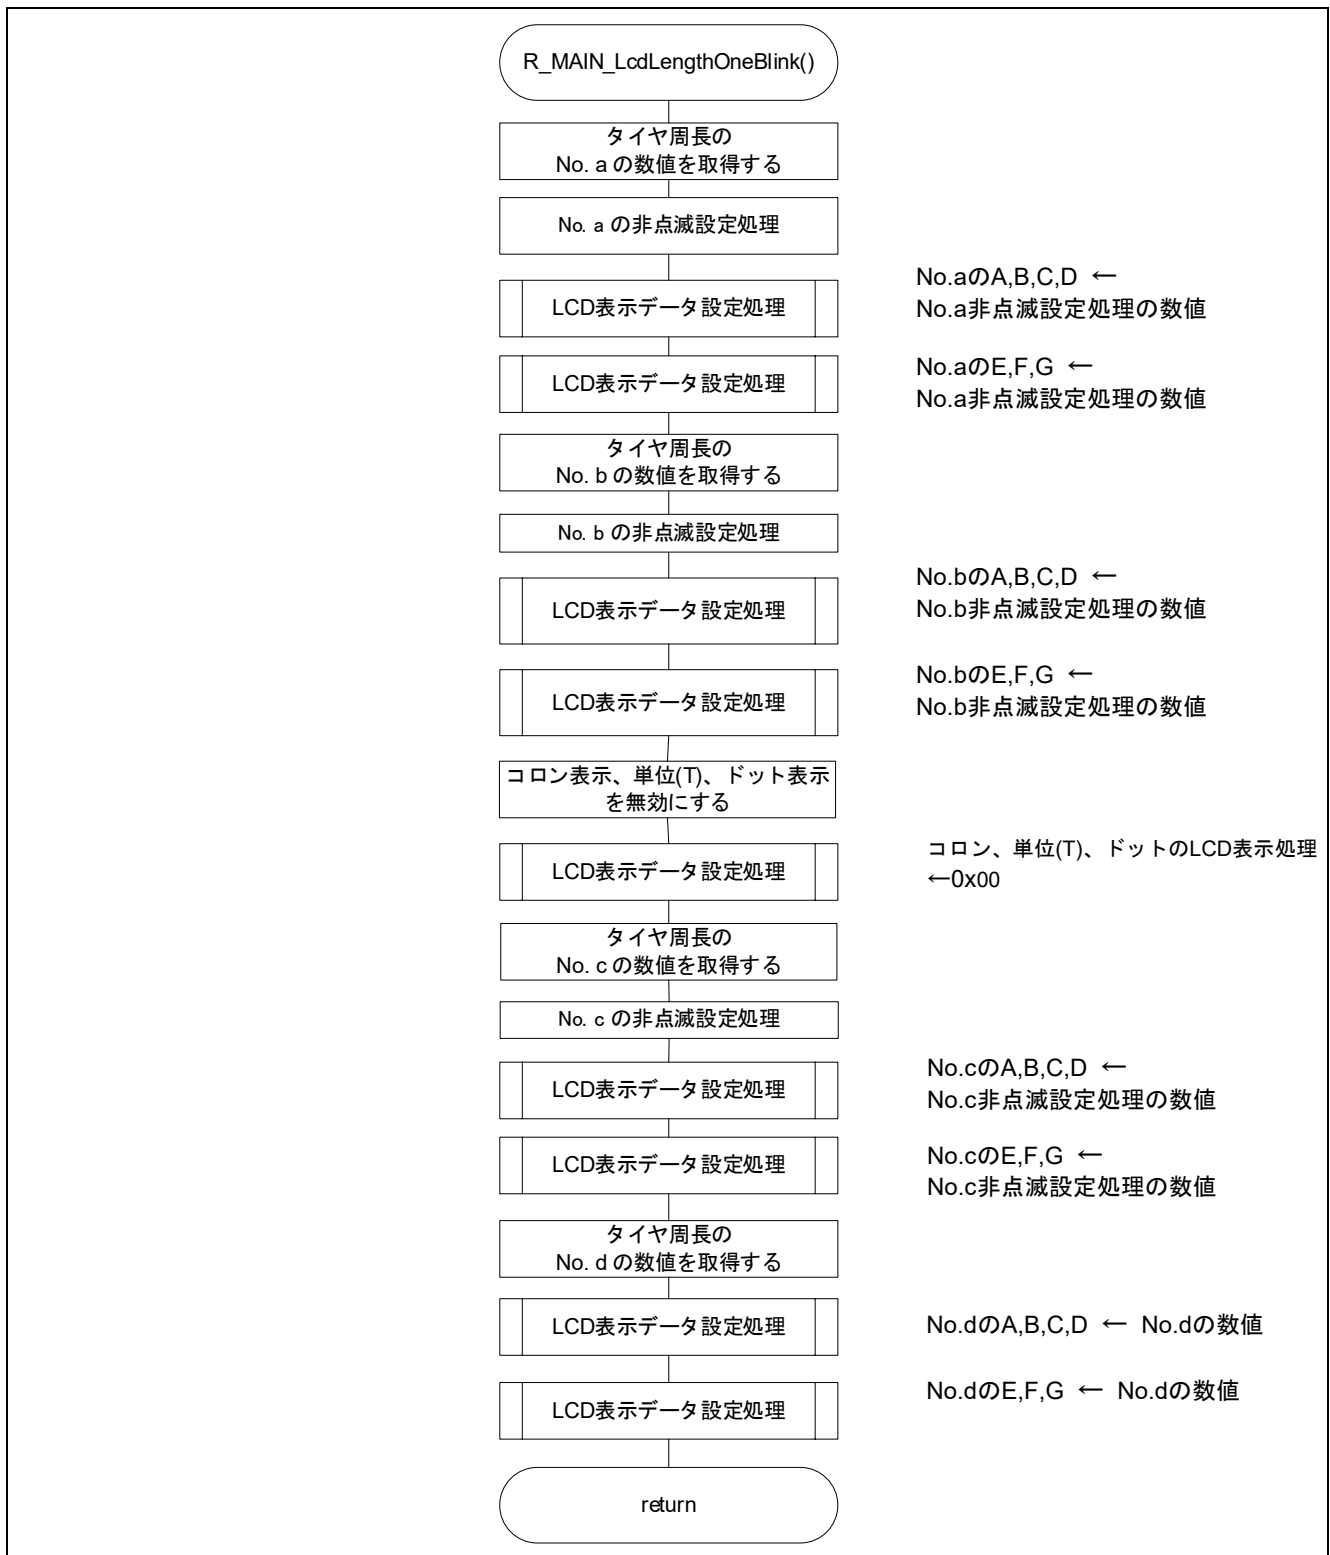 R_MAIN_LcdLengthOneBlink()
タイヤ周長の
No. a の数値を取得する
No. a の非点滅設定処理
LCD表示データ設定処理
No.aのA,B,C,D ←
No.a非点滅設定処理の数値
LCD表示データ設定処理
No.aのE,F,G ←
No.a非点滅設定処理の数値
タイヤ周長の
No. b の数値を取得する
No. b の非点滅設定処理
LCD表示データ設定処理
No.bのA,B,C,D ←
No.b非点滅設定処理の数値
LCD表示データ設定処理
No.bのE,F,G ←
No.b非点滅設定処理の数値
コロン表示、単位(T)、ドット表示
を無効にする
LCD表示データ設定処理
コロン、単位(T)、ドットのLCD表示処理
←0x00
タイヤ周長の
No. c の数値を取得する
No. c の非点滅設定処理
LCD表示データ設定処理
No.cのA,B,C,D ←
No.c非点滅設定処理の数値
LCD表示データ設定処理
No.cのE,F,G ←
No.c非点滅設定処理の数値
タイヤ周長の
No. d の数値を取得する
LCD表示データ設定処理
No.dのA,B,C,D ← No.dの数値
LCD表示データ設定処理
No.dのE,F,G ← No.dの数値
return